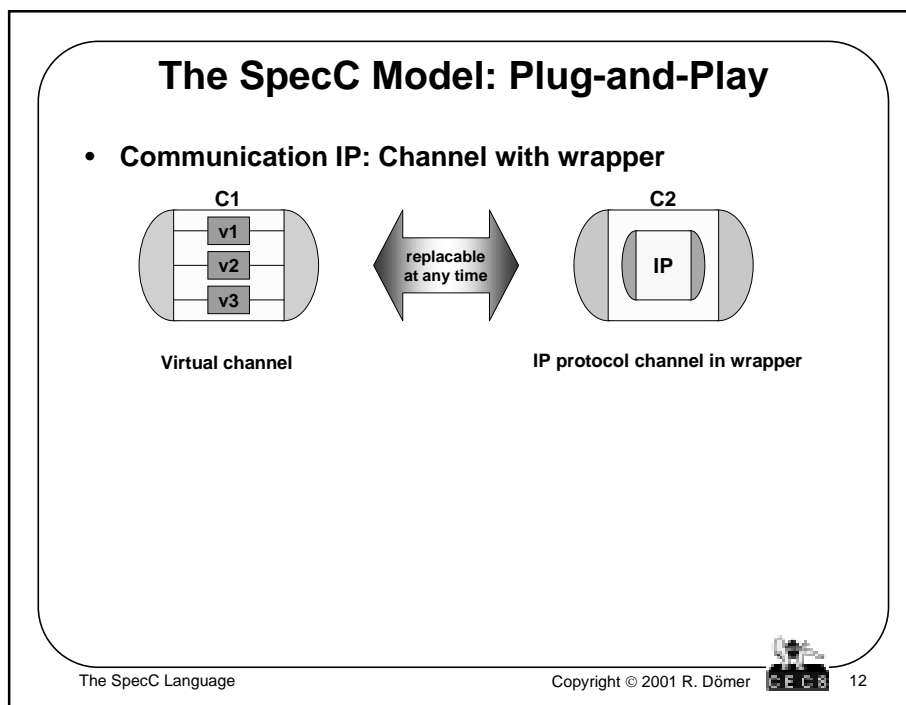 The SpecC Model: Plug-and-Play
• Communication IP: Channel with wrapper
C1
v1
v2
v3
replacable
at any time
C2
IP
Virtual channel
IP protocol channel in wrapper
The SpecC Language
Copyright © 2001 R. Dömer
CECS
12